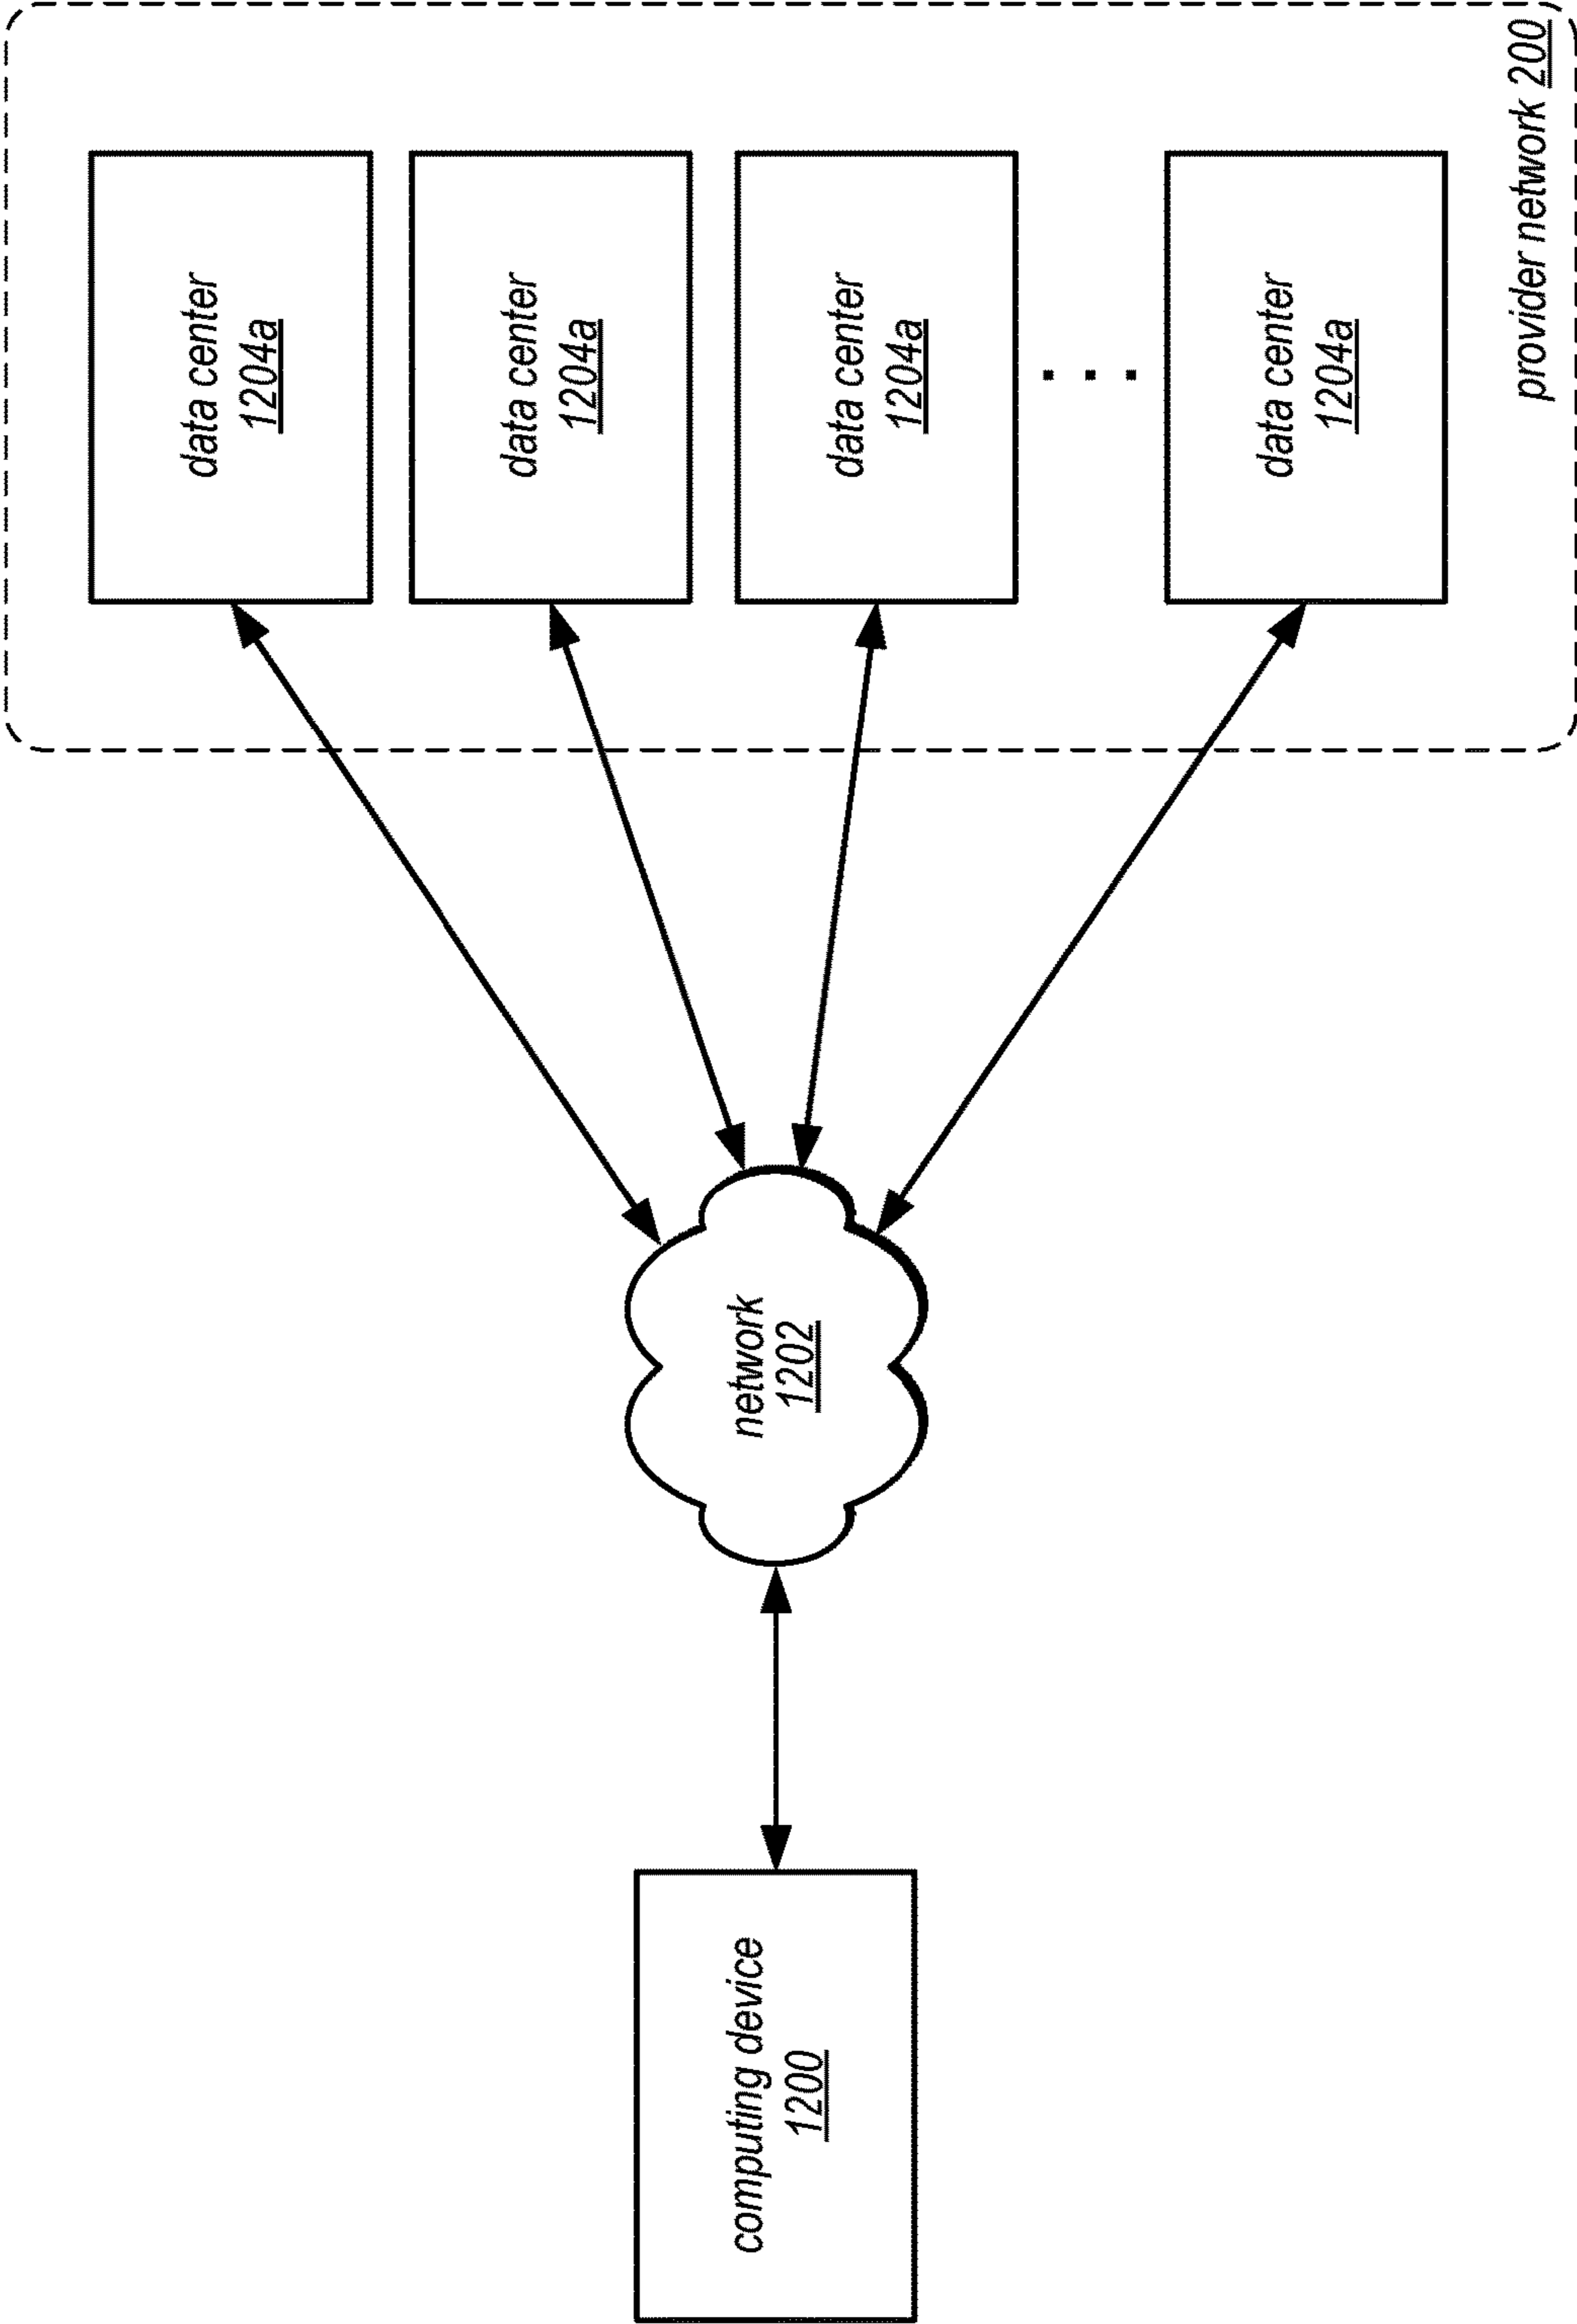 data center
1204a
data center
1204a
data center
1204a
. . .
data center
1204a
provider network 200
network
1202
computing device
1200